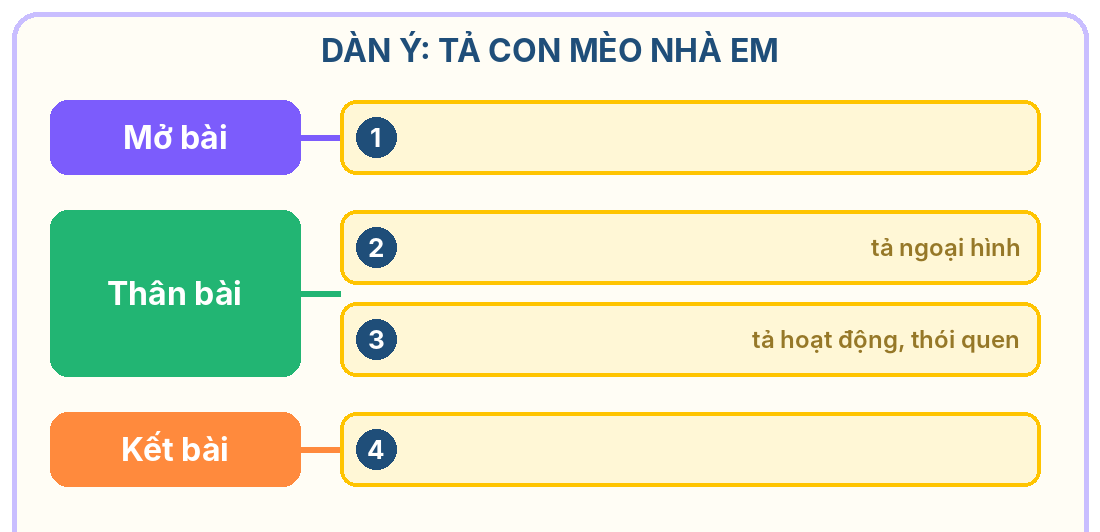 DÀN Ý: TẢ CON MÈO NHÀ EM
Mở bài
1
Thân bài
2 tả ngoại hình
3 tả hoạt động, thói quen
Kết bài
4